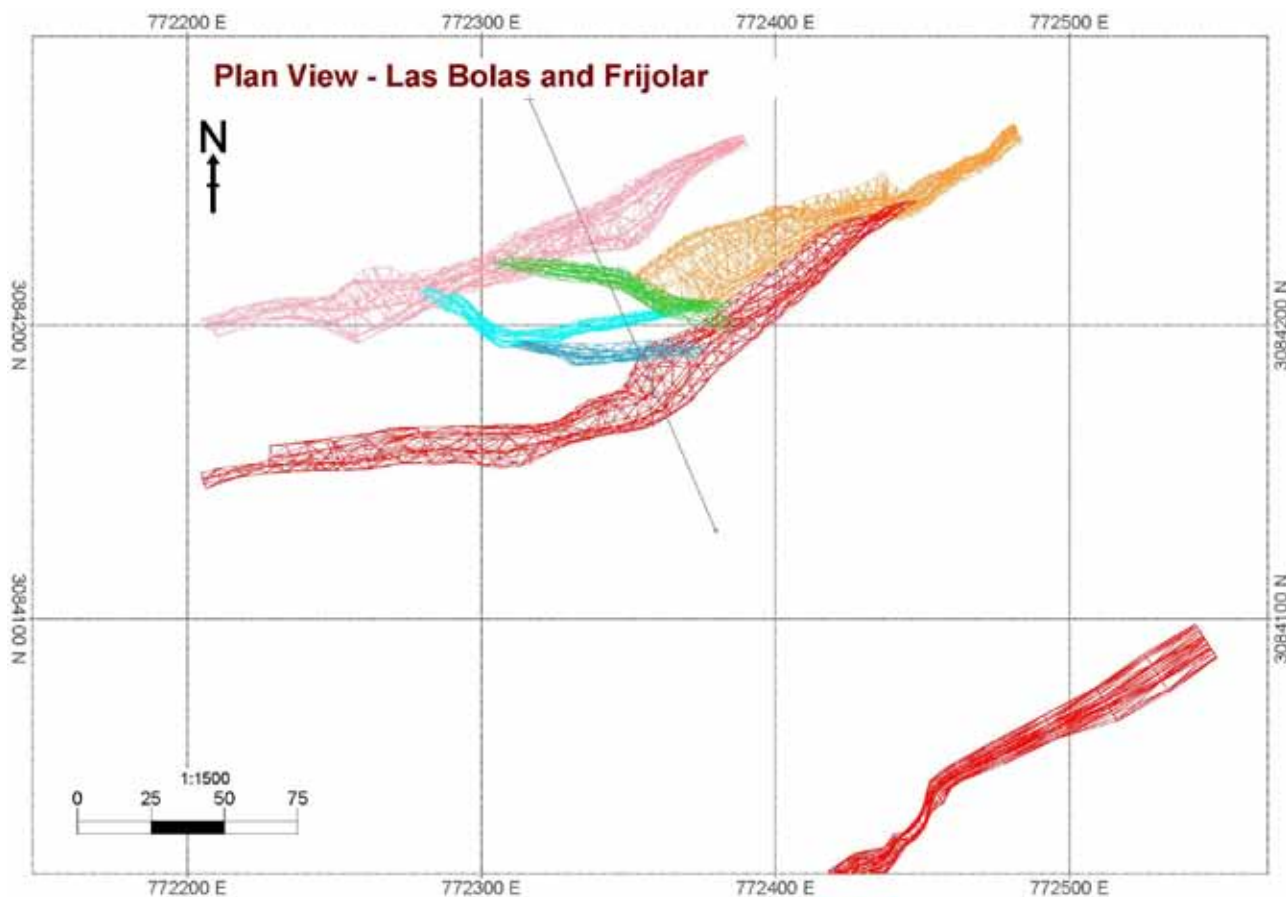 772200 E 772300 E 772400 E 772500 E
Plan View - Las Bolas and Frijolar
N
3084200 N 3084200 N
3084100 N 3084100 N
1:1500
0 25 50 75
772200 E 772300 E 772400 E 772500 E